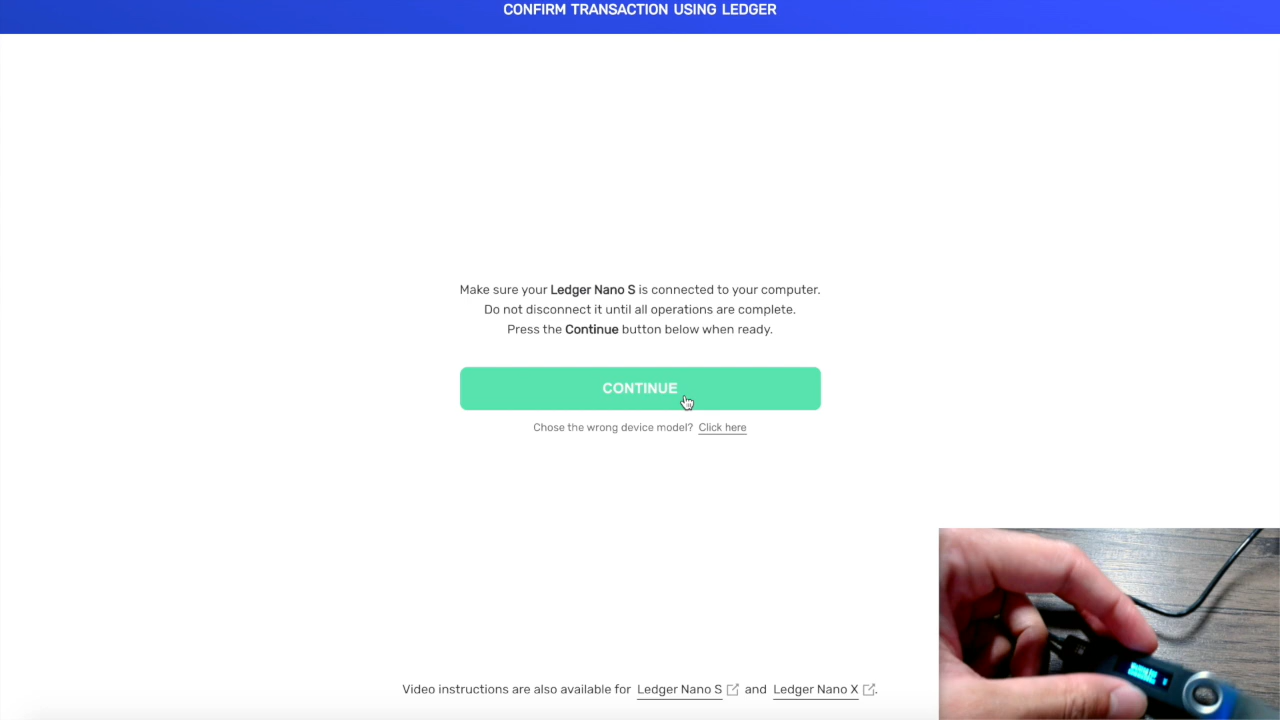 CONFIRM TRANSACTION USING LEDGER
Make sure your Ledger Nano S is connected to your computer.
Do not disconnect it until all operations are complete.
Press the Continue button below when ready.
CONTINUE
Chose the wrong device model? Click here
Video instructions are also available for Ledger Nano S and Ledger Nano X.